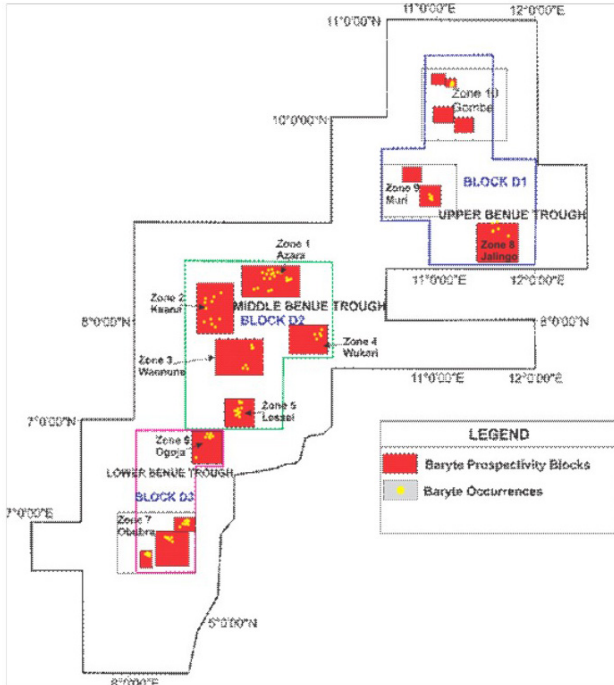 11°0'00"E
12°0'00"E
11°0'00"N
Zone 10
Gombe
10°0'00"N
BLOCK D1
Zone 9
Muri
UPPER BENUE TROUGH
Zone 8
Jalingo
Zone 1
Azara
11°0'00"E
12°0'00"E
Zone 2
MIDDLE BENUE TROUGH
BLOCK D2
8°0'00"N
8°0'00"N
Zone 4
Wukari
Zone 3
11°0'00"E
12°0'00"E
Zone 5
7°0'00"N
Zone 6
Ogoja
LOWER BENUE TROUGH
BLOCK D3
LEGEND
Baryte Prospectivity Blocks
Baryte Occurrences
7°0'00"N
Zone 7
Obubra
5°0'00"N
8°0'00"E